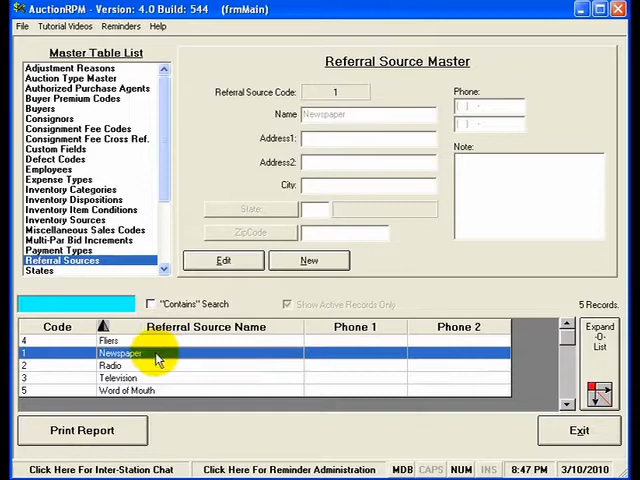 AuctionRPM - Version: 4.0 Build: 544 (frmMain)
File Tutorial Videos Reminders Help
Master Table List
Adjustment Reasons
Auction Type Master
Authorized Purchase Agents
Buyer Premium Codes
Buyers
Consignors
Consignment Fee Codes
Consignment Fee Cross Ref.
Custom Fields
Defect Codes
Employees
Expense Types
Inventory Categories
Inventory Dispositions
Inventory Item Conditions
Inventory Sources
Miscellaneous Sales Codes
Multi-Par Bid Increments
Payment Types
Referral Sources
States
Referral Source Master
Referral Source Code: 1
Name Newspaper
Address1:
Address2:
City:
State:
ZipCode
Phone:
( ) -
( ) -
Note:
Edit New
"Contains" Search Show Active Records Only 5 Records.
Code Referral Source Name Phone 1 Phone 2
4 Fliers
1 Newspaper
2 Radio
3 Television
5 Word of Mouth
Expand
-O-
List
Print Report Exit
Click Here For Inter-Station Chat Click Here For Reminder Administration MDB CAPS NUM INS 8:47 PM 3/10/2010